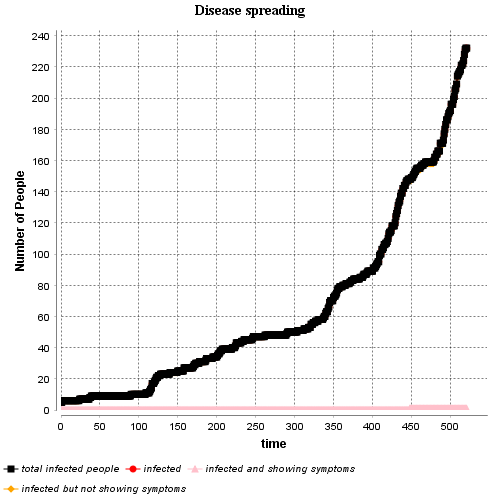 Disease spreading
240
220
200
180
160
140
120
100
80
60
40
20
0
Number of People
0 50 100 150 200 250 300 350 400 450 500
time
total infected people infected infected and showing symptoms
infected but not showing symptoms